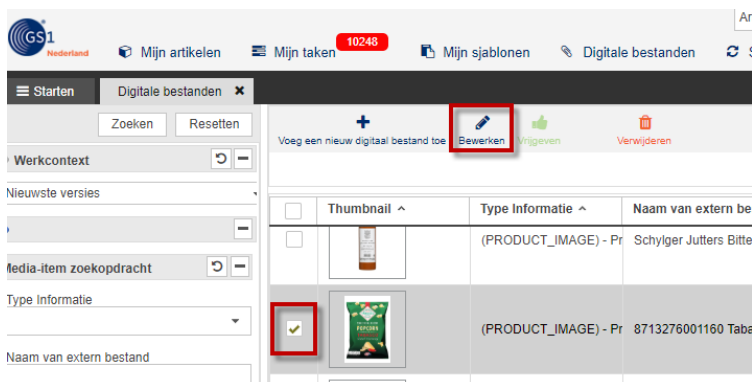 Ar
GS1
Nederland
Mijn artikelen
Mijn taken
10248
Mijn sjablonen
Digitale bestanden
S
Starten
Digitale bestanden
Zoeken
Resetten
Voeg een nieuw digitaal bestand toe
Bewerken
Vrijgeven
Verwijderen
Werkcontext
Nieuwste versies
Thumbnail
Type Informatie
Naam van extern be
(PRODUCT_IMAGE) - Pr
Schylger Jutters Bitte
Media-item zoekopdracht
Type Informatie
POPCORN
(PRODUCT_IMAGE) - Pr
8713276001160 Taba
Naam van extern bestand